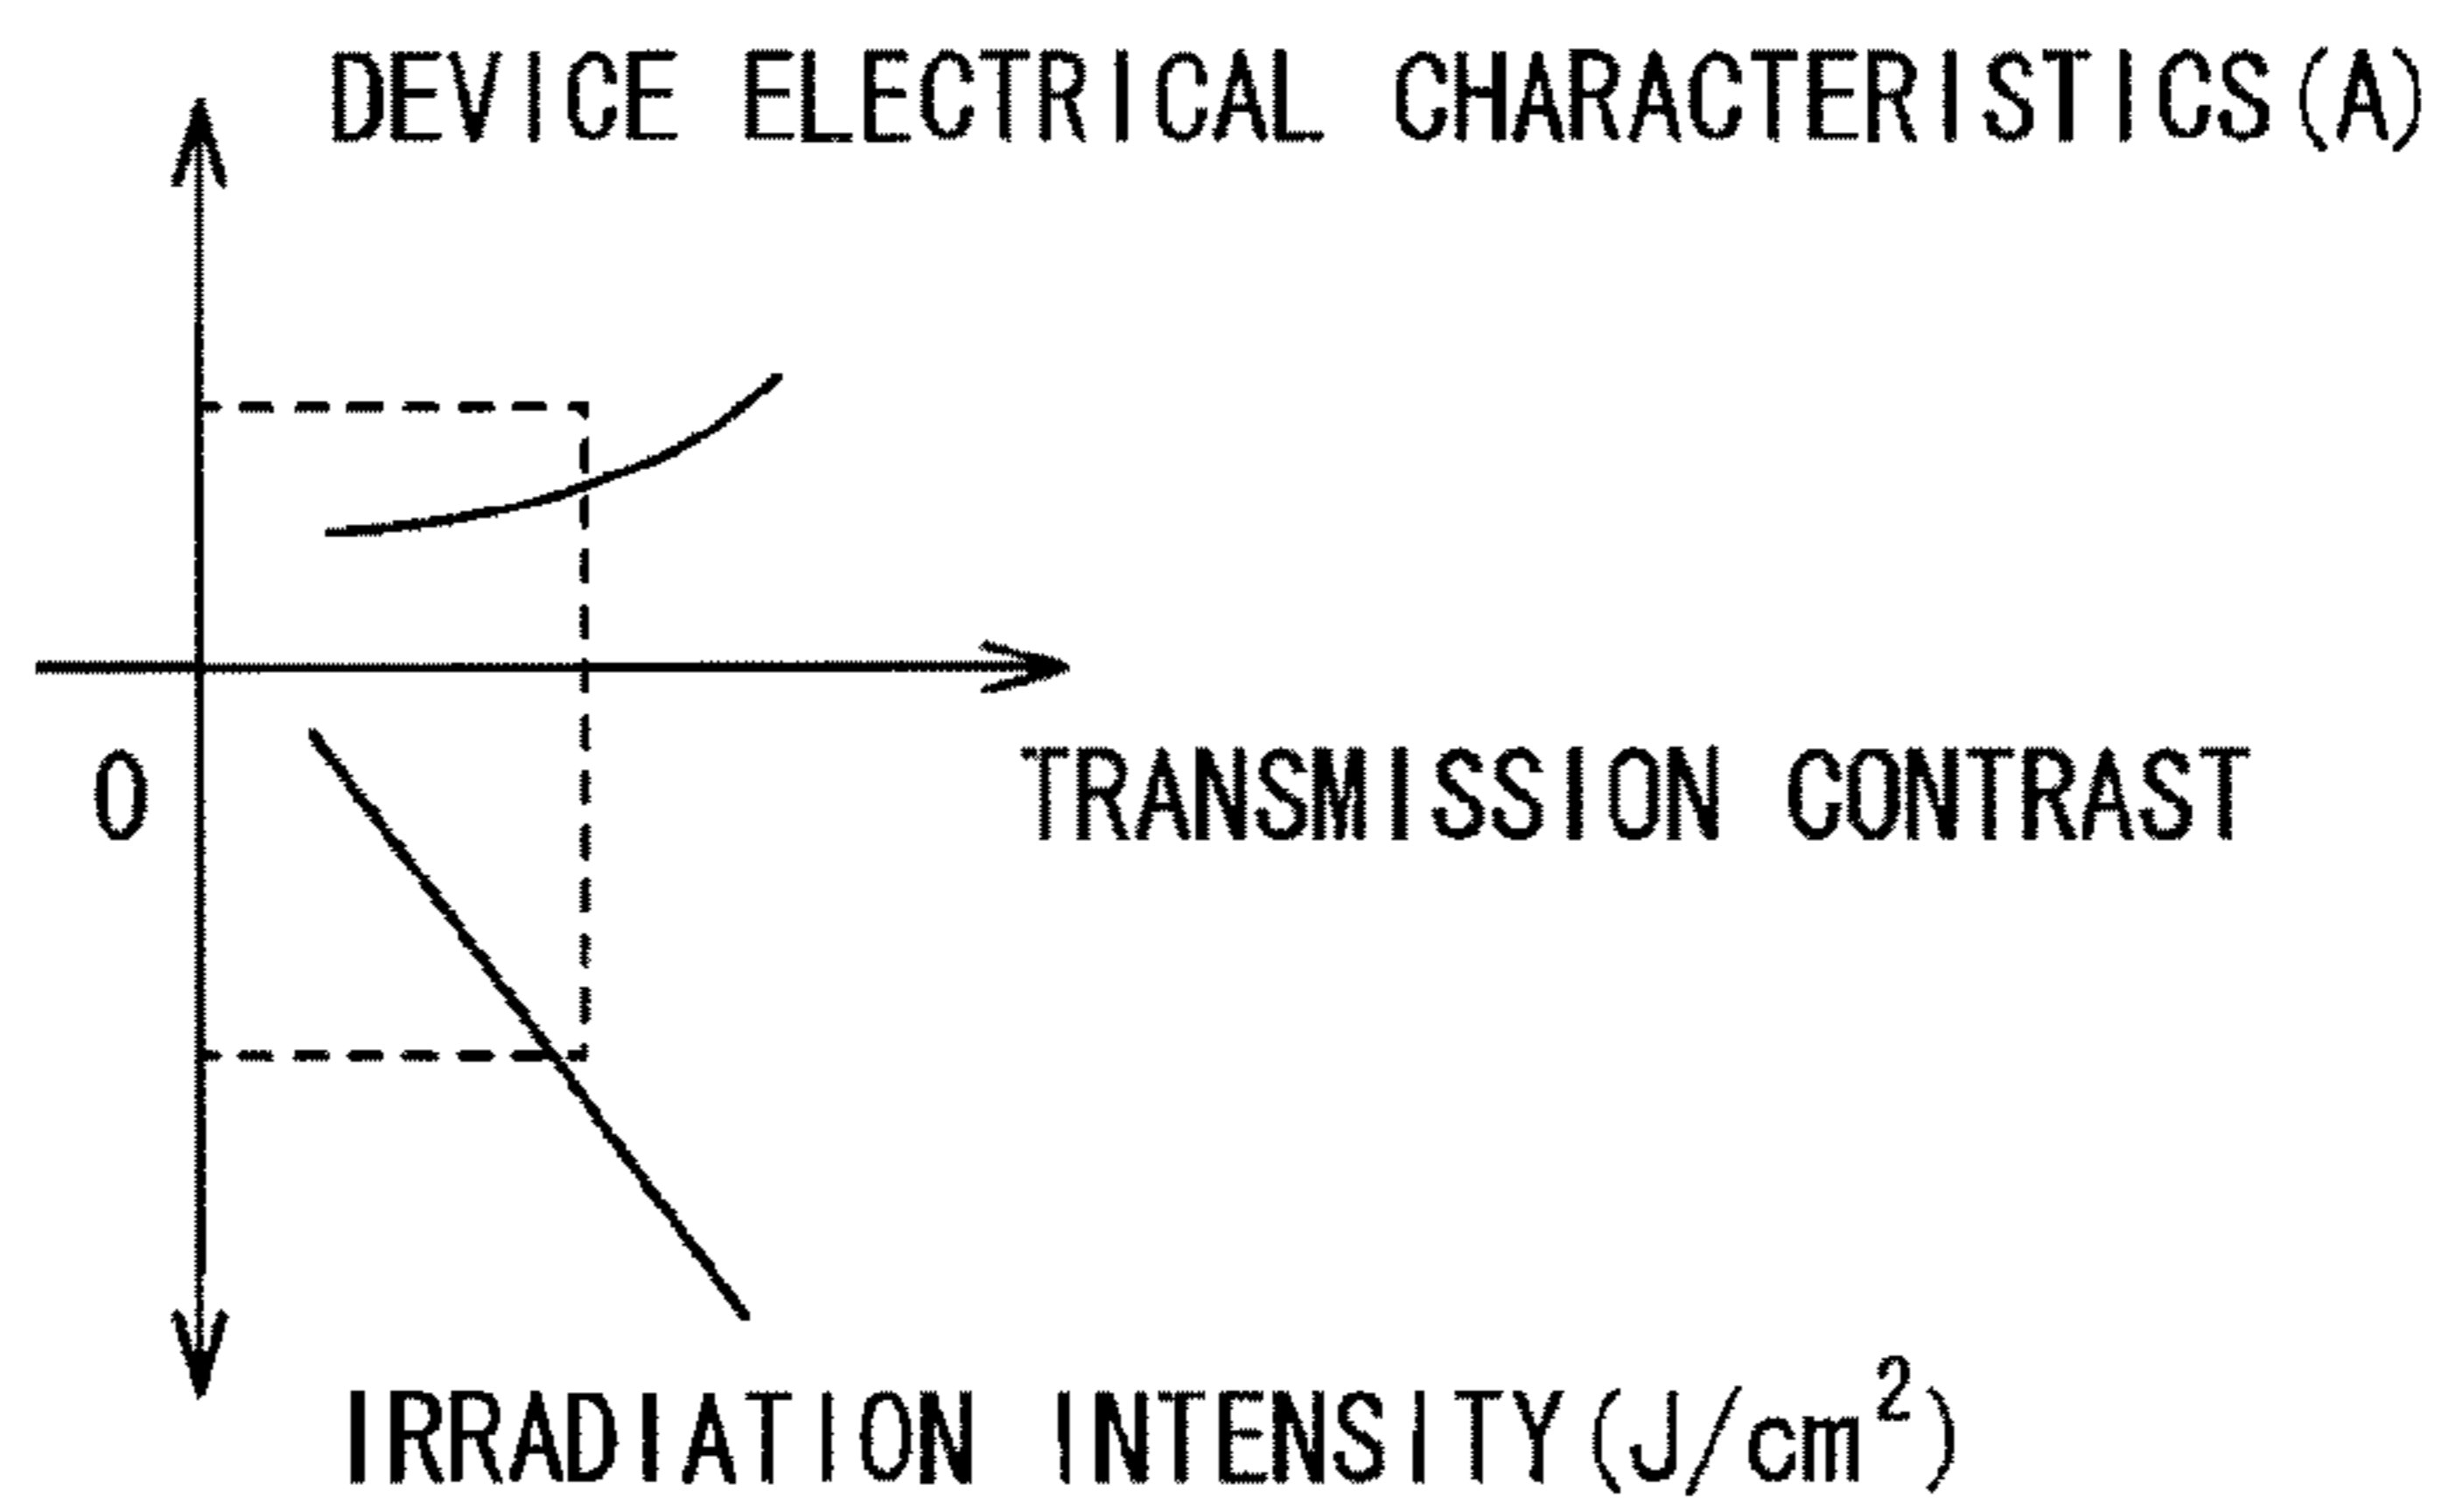 DEVICE ELECTRICAL CHARACTERISTICS(A)
0
TRANSMISSION CONTRAST
IRRADIATION INTENSITY(J/cm²)